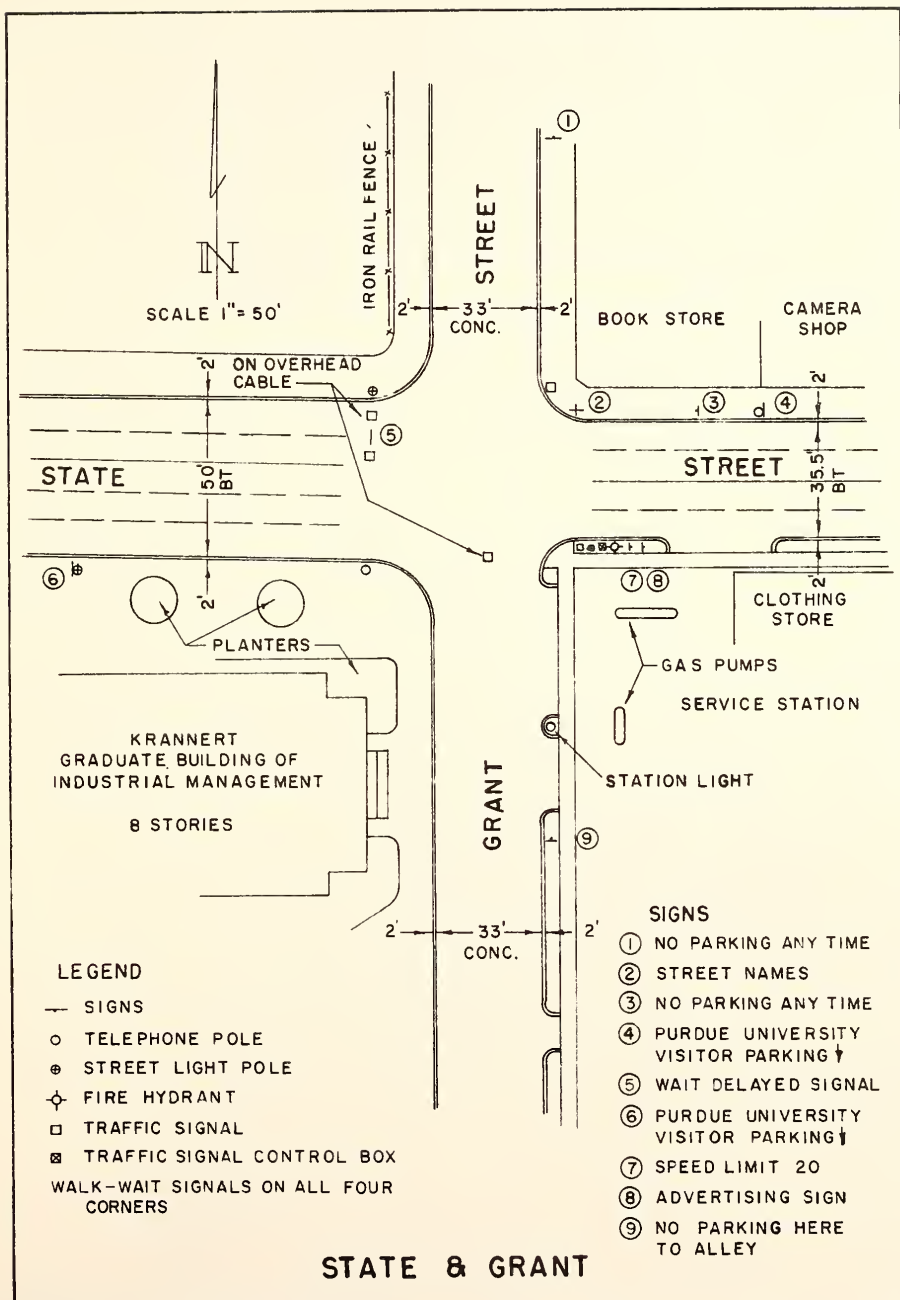 ①
IRON RAIL FENCE
STREET
N
SCALE 1" = 50'
2' 33' 2'
CONC.
BOOK STORE
CAMERA
SHOP
ON OVERHEAD
CABLE
2'
② ③ ④
2'
⑤
STATE
50'
BT
STREET
35.5'
BT
⑥
2'
⑦ ⑧
2'
CLOTHING
STORE
PLANTERS
GAS PUMPS
SERVICE STATION
KRANNERT
GRADUATE BUILDING OF
INDUSTRIAL MANAGEMENT
8 STORIES
STATION LIGHT
GRANT
⑨
2' 33' 2'
CONC.
LEGEND
SIGNS
TELEPHONE POLE
STREET LIGHT POLE
FIRE HYDRANT
TRAFFIC SIGNAL
TRAFFIC SIGNAL CONTROL BOX
WALK-WAIT SIGNALS ON ALL FOUR
CORNERS
SIGNS
① NO PARKING ANY TIME
② STREET NAMES
③ NO PARKING ANY TIME
④ PURDUE UNIVERSITY
VISITOR PARKING
⑤ WAIT DELAYED SIGNAL
⑥ PURDUE UNIVERSITY
VISITOR PARKING
⑦ SPEED LIMIT 20
⑧ ADVERTISING SIGN
⑨ NO PARKING HERE
TO ALLEY
STATE & GRANT